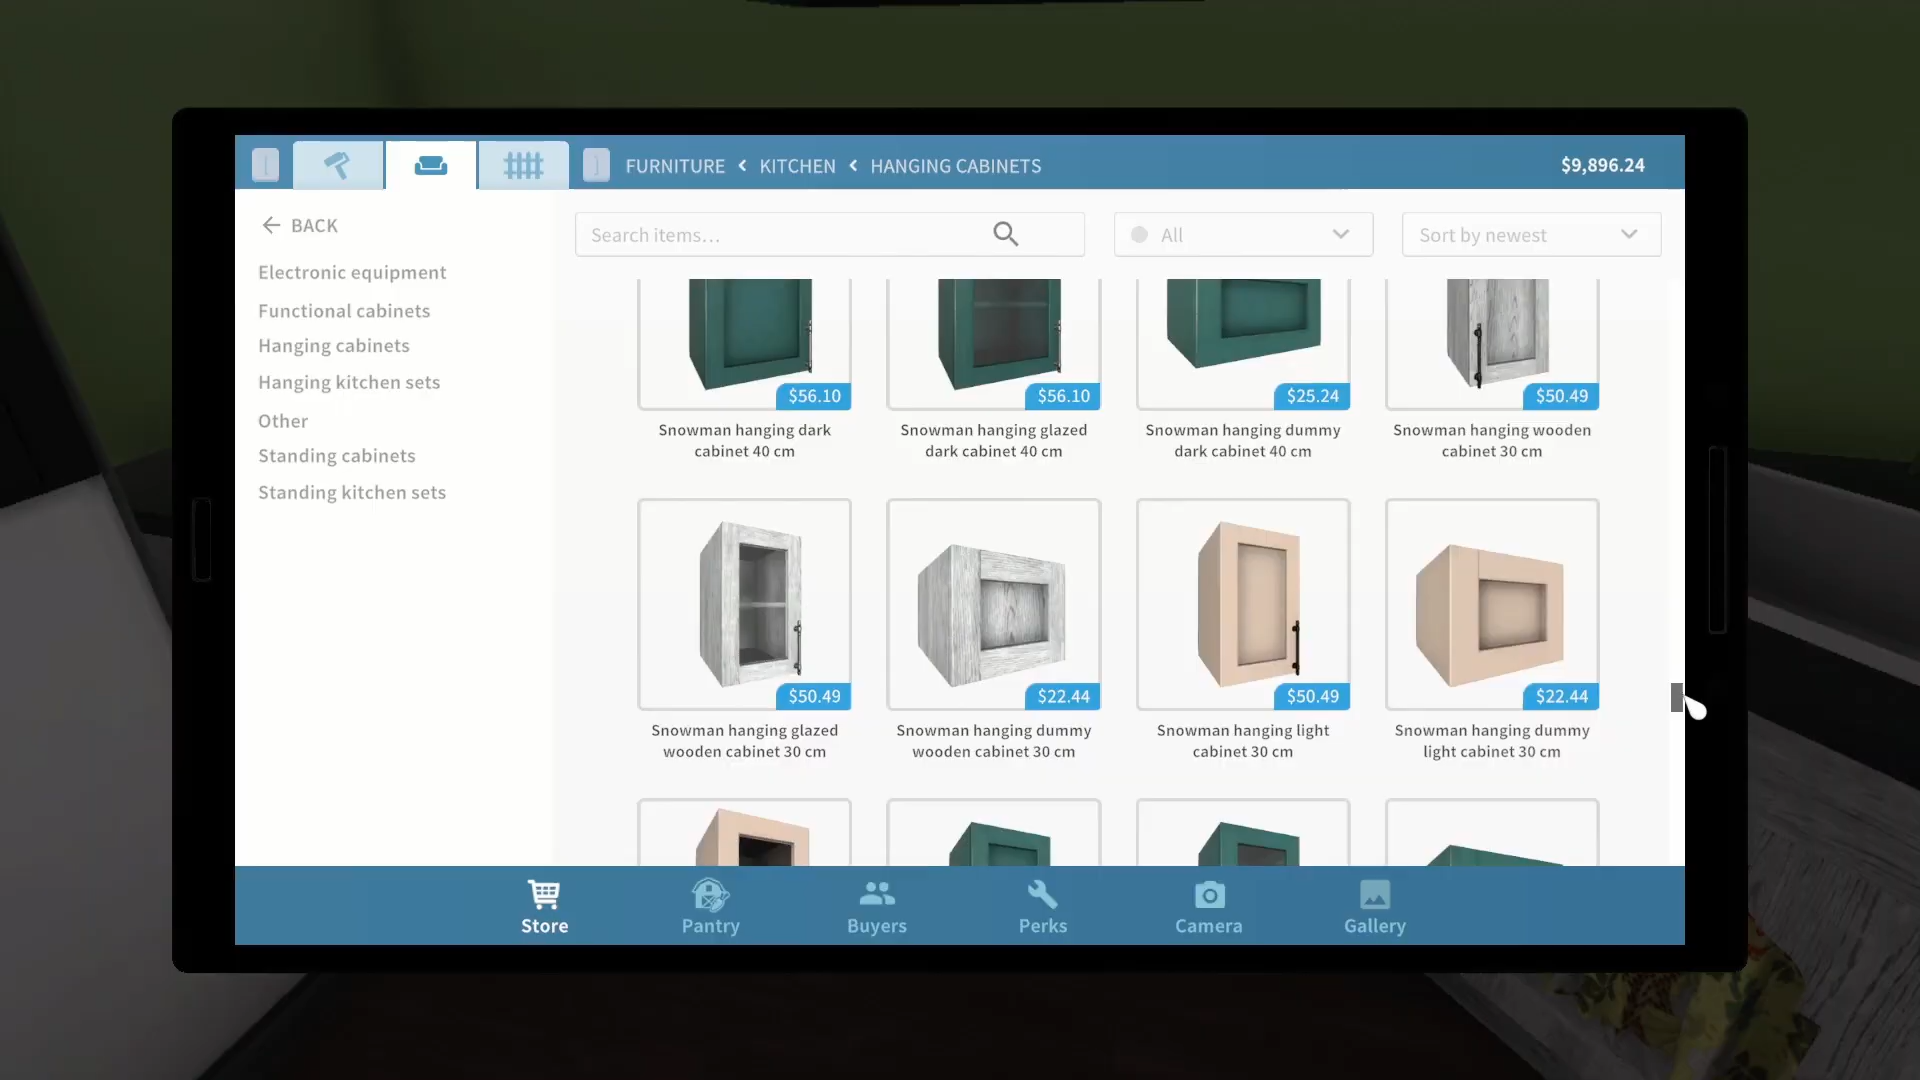 FURNITURE < KITCHEN < HANGING CABINETS
$9,896.24
BACK
Search items...
All
Sort by newest
Electronic equipment
Functional cabinets
Hanging cabinets
Hanging kitchen sets
Other
Standing cabinets
Standing kitchen sets
$56.10
$56.10
$25.24
$50.49
Snowman hanging dark
cabinet 40 cm
Snowman hanging glazed
dark cabinet 40 cm
Snowman hanging dummy
dark cabinet 40 cm
Snowman hanging wooden
cabinet 30 cm
$50.49
$22.44
$50.49
$22.44
Snowman hanging glazed
wooden cabinet 30 cm
Snowman hanging dummy
wooden cabinet 30 cm
Snowman hanging light
cabinet 30 cm
Snowman hanging dummy
light cabinet 30 cm
Store
Pantry
Buyers
Perks
Camera
Gallery